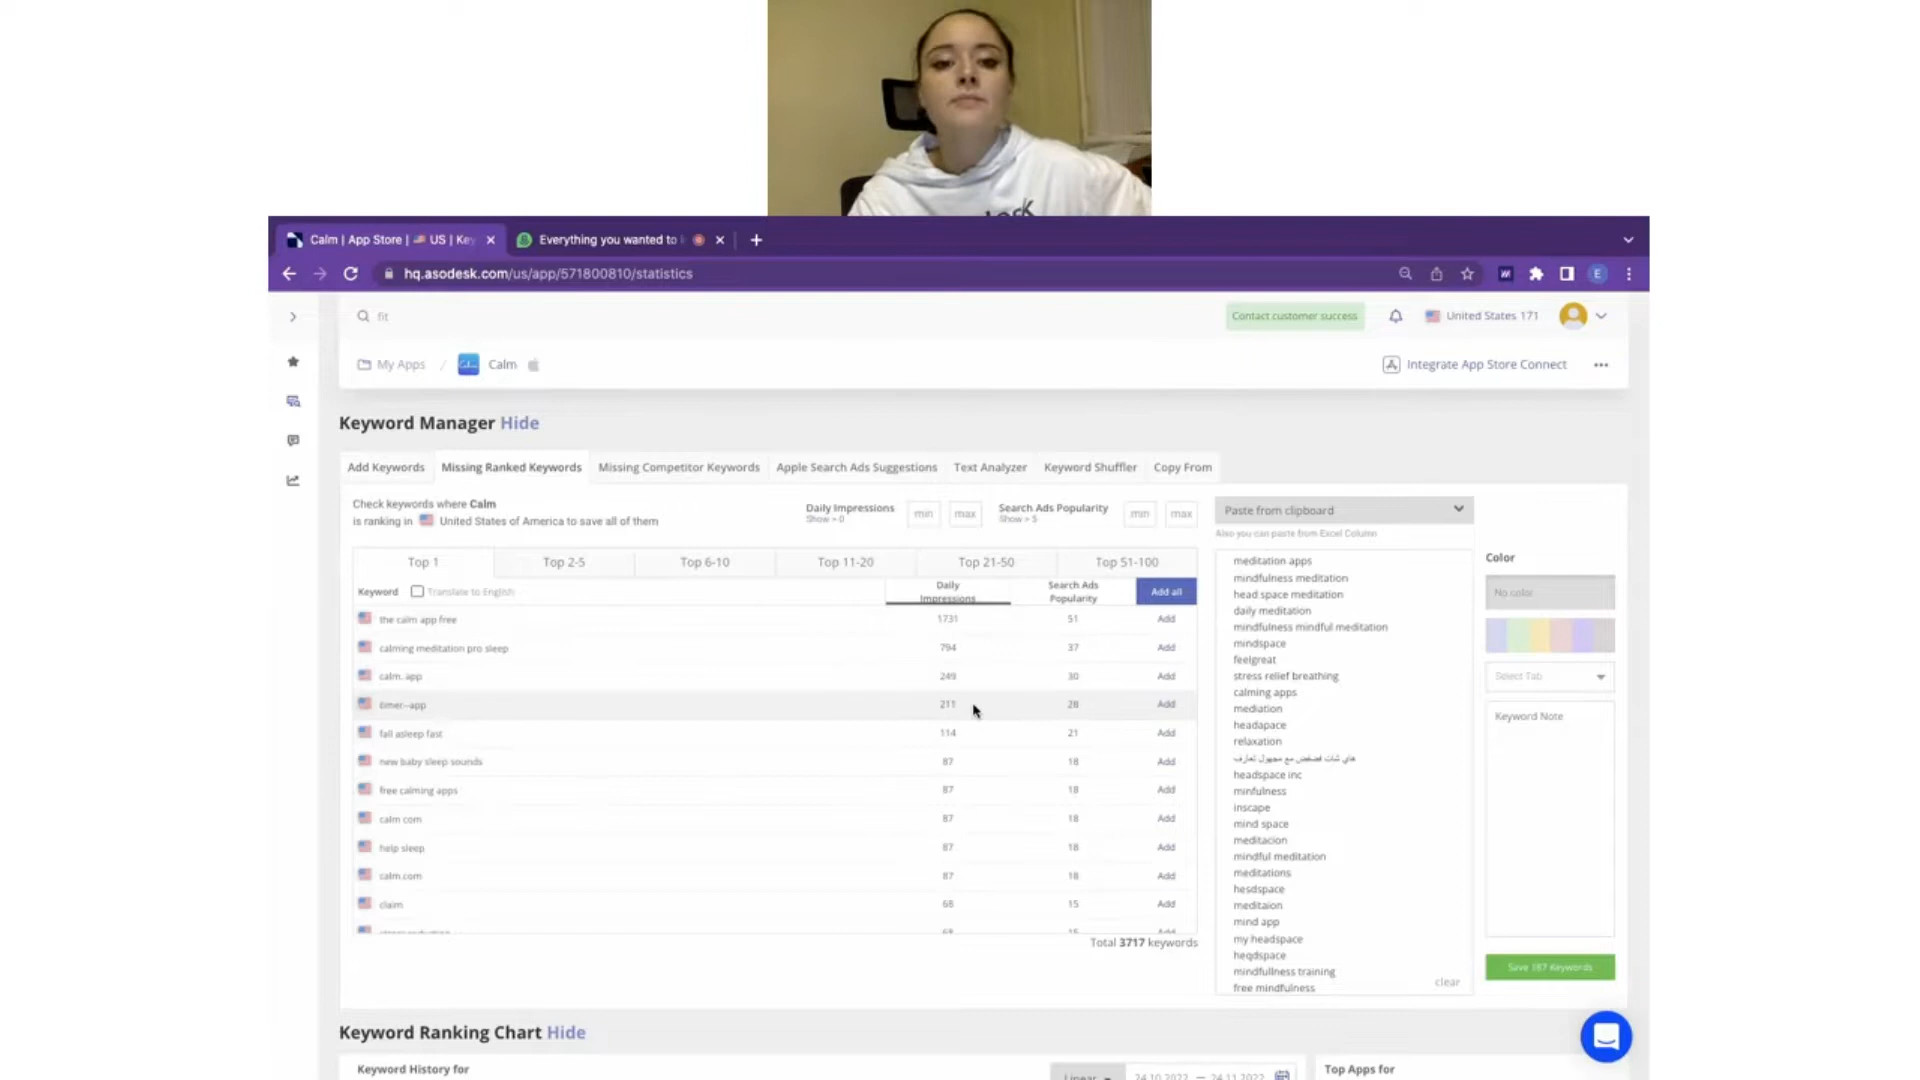 Calm | App Store | US | Key
Everything you wanted to
hq.asodesk.com/us/app/571800810/statistics
E
fit
Contact customer success
United States 171
My Apps / Calm
Integrate App Store Connect
Keyword Manager Hide
Add Keywords
Missing Ranked Keywords
Missing Competitor Keywords
Apple Search Ads Suggestions
Text Analyzer
Keyword Shuffler
Copy From
Check keywords where Calm
is ranking in United States of America to save all of them
Daily Impressions
Show > 0
min
max
Search Ads Popularity
Show > 5
min
max
Top 1
Top 2-5
Top 6-10
Top 11-20
Top 21-50
Top 51-100
Keyword
Translate to English
Daily
Impressions
Search Ads
Popularity
Add all
the calm app free 1731 51 Add
calming meditation pro sleep 794 37 Add
calm. app 249 30 Add
timer--app 211 28 Add
fall asleep fast 114 21 Add
new baby sleep sounds 87 18 Add
free calming apps 87 18 Add
calm com 87 18 Add
help sleep 87 18 Add
calm.com 87 18 Add
claim 68 15 Add
Total 3717 keywords
Paste from clipboard
Also you can paste from Excel Column
meditation apps
mindfulness meditation
head space meditation
daily meditation
mindfulness mindful meditation
mindspace
feelgreat
stress relief breathing
calming apps
mediation
headapace
relaxation
هاي شات فضفض مع مجهول تعارف
headspace inc
minfulness
inscape
mind space
meditacion
mindful meditation
meditations
hesdspace
meditaion
mind app
my headspace
heqdspace
mindfullness training
free mindfulness
clear
Color
No color
Select Tab
Keyword Note
Save 187 Keywords
Keyword Ranking Chart Hide
Keyword History for
Linear
24.10.2022 — 24.11.2022
Top Apps for